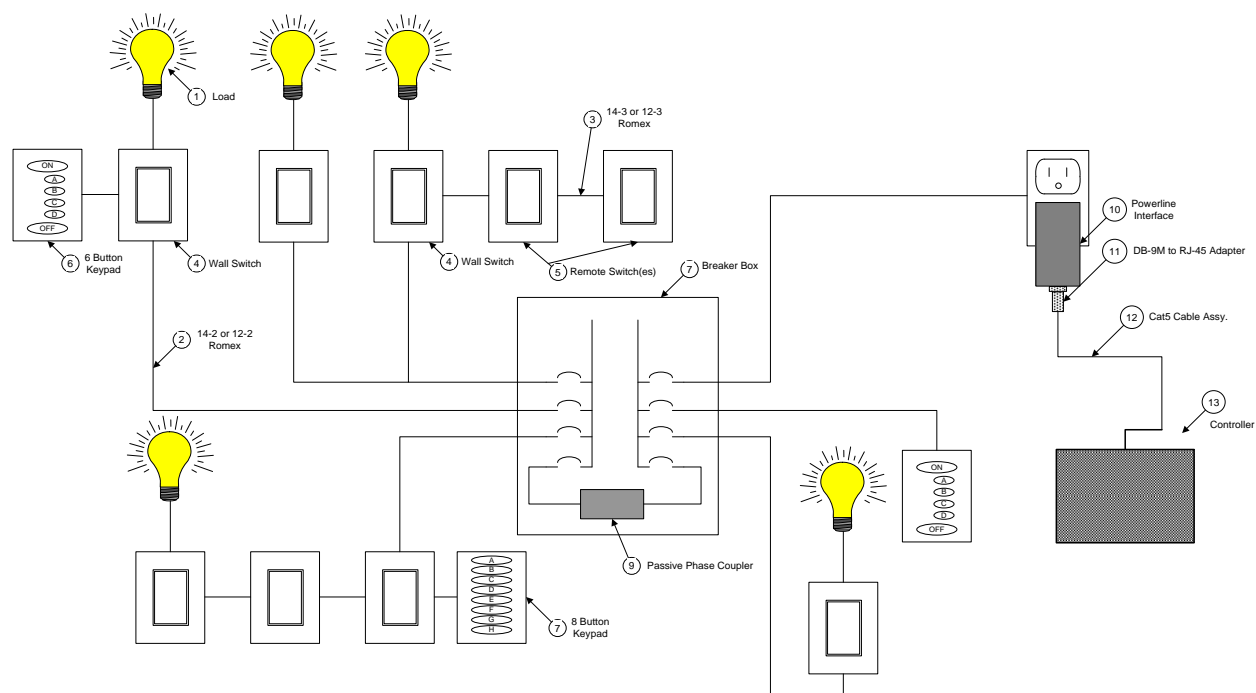 1 Load
3 14-3 or 12-3
Romex
ON
A
B
C
D
OFF
6 6 Button
Keypad
4 Wall Switch
4 Wall Switch
5 Remote Switch(es)
7 Breaker Box
10 Powerline
Interface
11 DB-9M to RJ-45 Adapter
12 Cat5 Cable Assy.
2 14-2 or 12-2
Romex
13
Controller
ON
A
B
C
D
OFF
9 Passive Phase Coupler
A
B
C
D
E
F
G
H
7 8 Button
Keypad